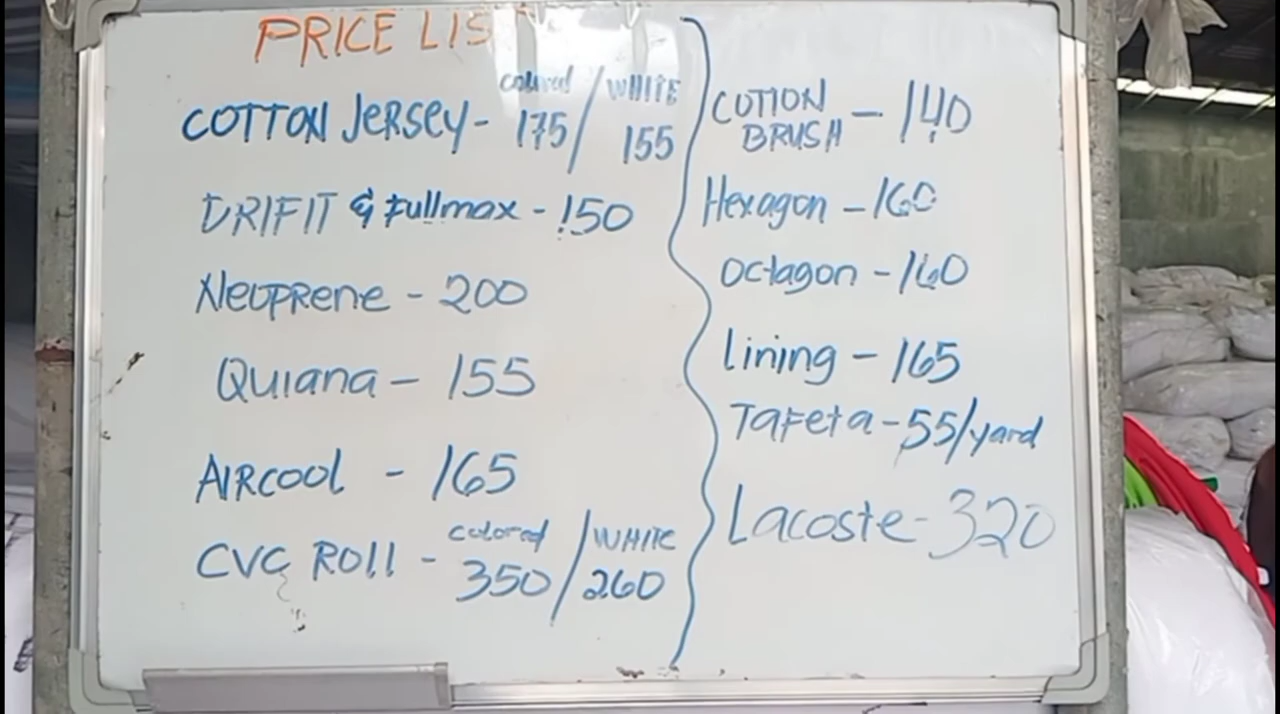 PRICE LIS
colored / WHITE
COTTON JERSEY - 175 / 155
DRIFIT & Fullmax - 150
NEOPRENE - 200
Quiana - 155
AIRCOOL - 165
colored / WHITE
CVC ROll - 350 / 260
COTTON
BRUSH - 140
Hexagon - 160
Octagon - 160
Lining - 165
TaFeta - 55/yard
Lacoste - 320